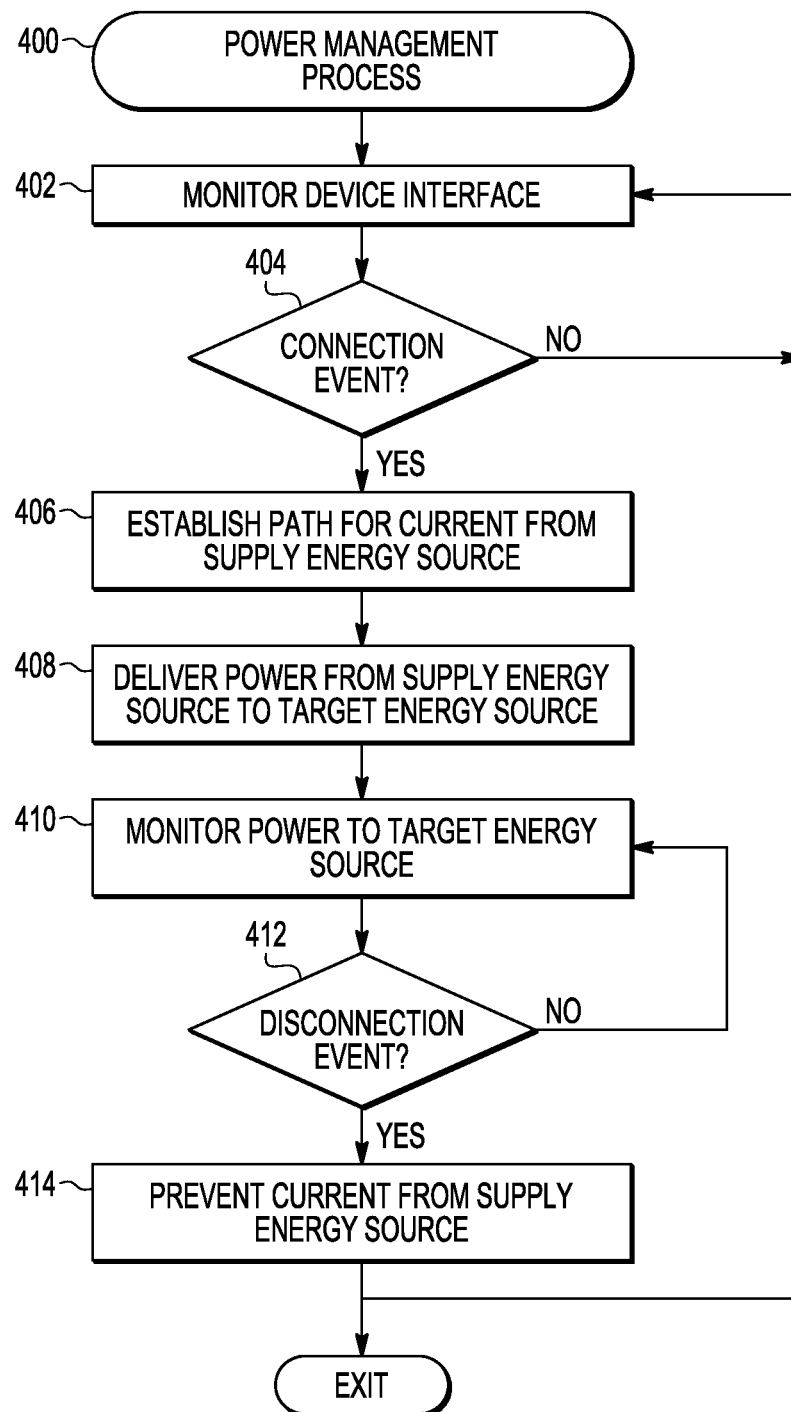 400
POWER MANAGEMENT
PROCESS
402
MONITOR DEVICE INTERFACE
404
CONNECTION
EVENT?
NO
YES
406
ESTABLISH PATH FOR CURRENT FROM
SUPPLY ENERGY SOURCE
408
DELIVER POWER FROM SUPPLY ENERGY
SOURCE TO TARGET ENERGY SOURCE
410
MONITOR POWER TO TARGET ENERGY
SOURCE
412
DISCONNECTION
EVENT?
NO
YES
414
PREVENT CURRENT FROM SUPPLY
ENERGY SOURCE
EXIT